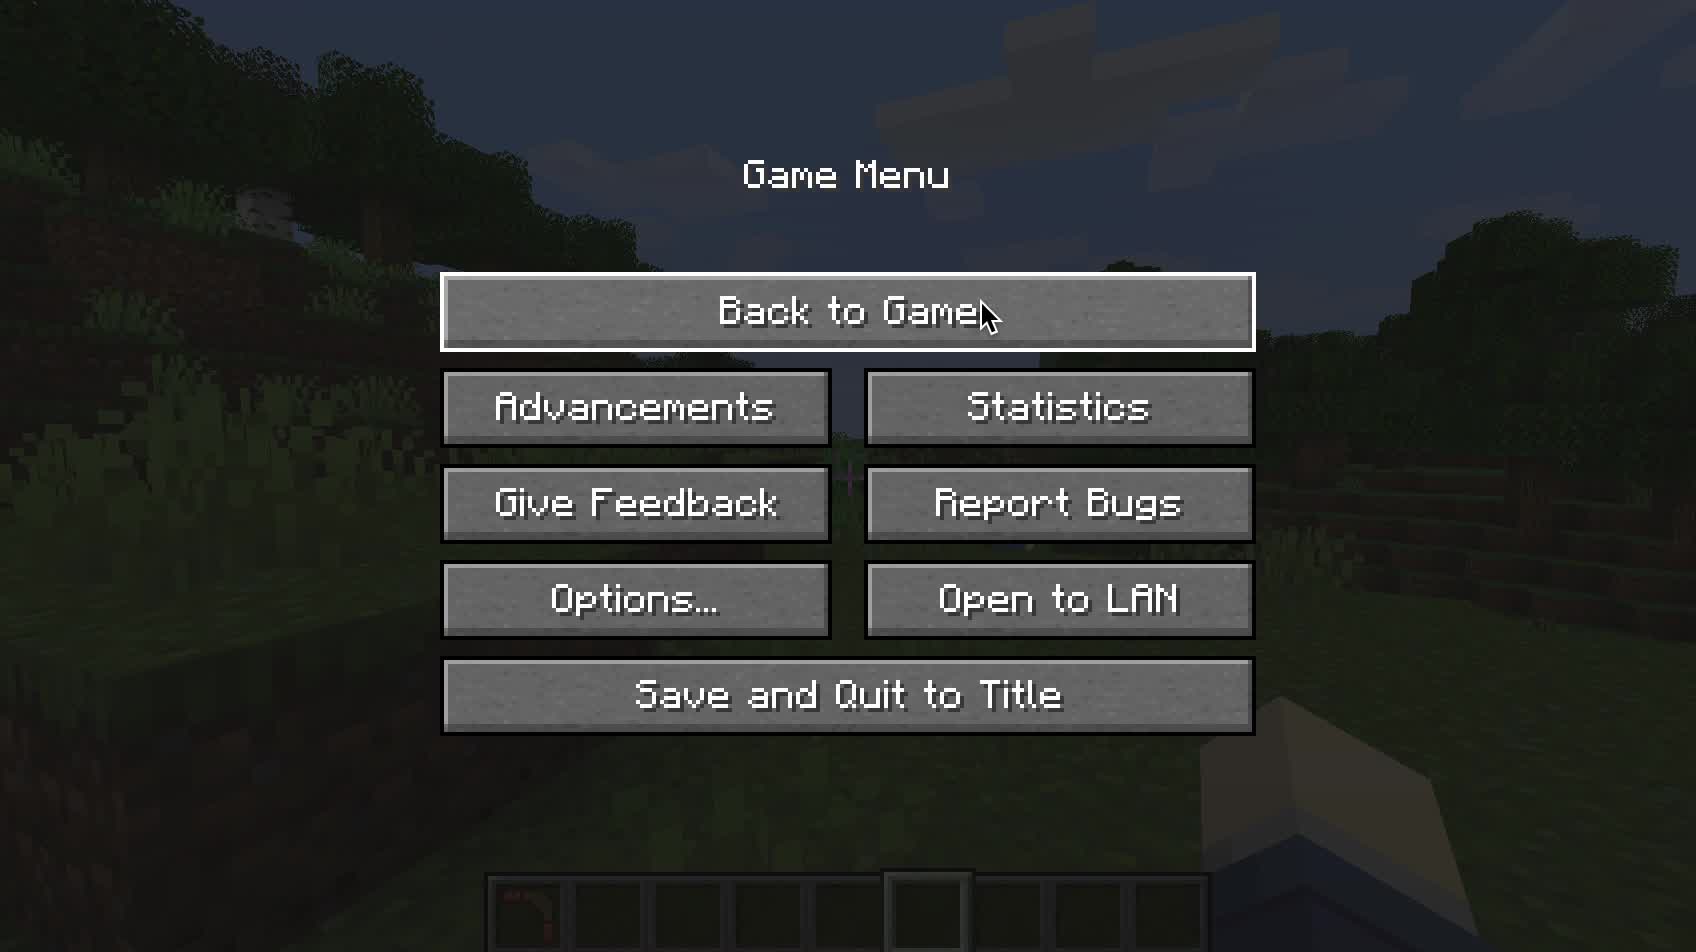 Game Menu
Back to Game
Advancements
Statistics
Give Feedback
Report Bugs
Options...
Open to LAN
Save and Quit to Title